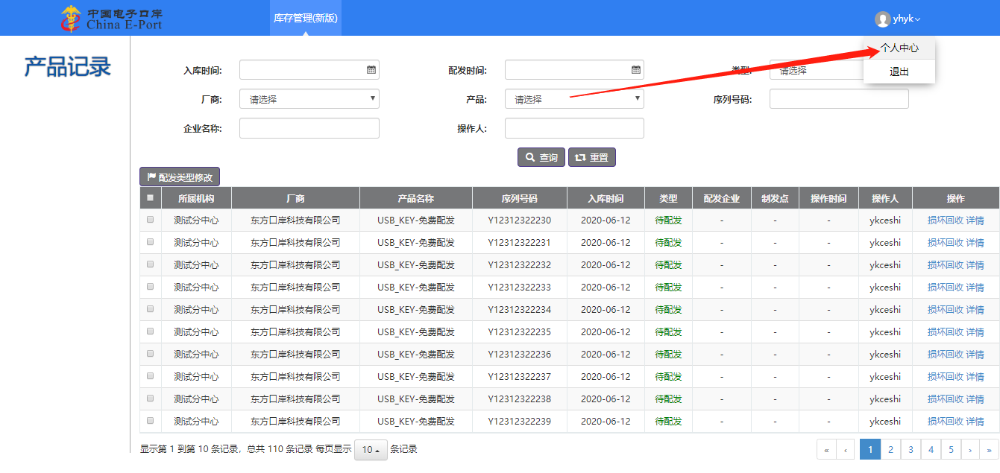 中国电子口岸
China E-Port
库存管理(新版)
yhyk
个人中心
退出
产品记录
入库时间:
配发时间:
类型:
请选择
厂商:
请选择
产品:
请选择
序列号码:
企业名称:
操作人:
查询
重置
配发类型修改
所属机构 厂商 产品名称 序列号码 入库时间 类型 配发企业 制发点 操作时间 操作人 操作
测试分中心 东方口岸科技有限公司 USB_KEY-免费配发 Y12312322230 2020-06-12 待配发 - - - ykceshi 损坏回收 详情
测试分中心 东方口岸科技有限公司 USB_KEY-免费配发 Y12312322231 2020-06-12 待配发 - - - ykceshi 损坏回收 详情
测试分中心 东方口岸科技有限公司 USB_KEY-免费配发 Y12312322232 2020-06-12 待配发 - - - ykceshi 损坏回收 详情
测试分中心 东方口岸科技有限公司 USB_KEY-免费配发 Y12312322233 2020-06-12 待配发 - - - ykceshi 损坏回收 详情
测试分中心 东方口岸科技有限公司 USB_KEY-免费配发 Y12312322234 2020-06-12 待配发 - - - ykceshi 损坏回收 详情
测试分中心 东方口岸科技有限公司 USB_KEY-免费配发 Y12312322235 2020-06-12 待配发 - - - ykceshi 损坏回收 详情
测试分中心 东方口岸科技有限公司 USB_KEY-免费配发 Y12312322236 2020-06-12 待配发 - - - ykceshi 损坏回收 详情
测试分中心 东方口岸科技有限公司 USB_KEY-免费配发 Y12312322237 2020-06-12 待配发 - - - ykceshi 损坏回收 详情
测试分中心 东方口岸科技有限公司 USB_KEY-免费配发 Y12312322238 2020-06-12 待配发 - - - ykceshi 损坏回收 详情
测试分中心 东方口岸科技有限公司 USB_KEY-免费配发 Y12312322239 2020-06-12 待配发 - - - ykceshi 损坏回收 详情
显示第 1 到第 10 条记录，总共 110 条记录 每页显示 10 条记录
« ‹ 1 2 3 4 5 › »